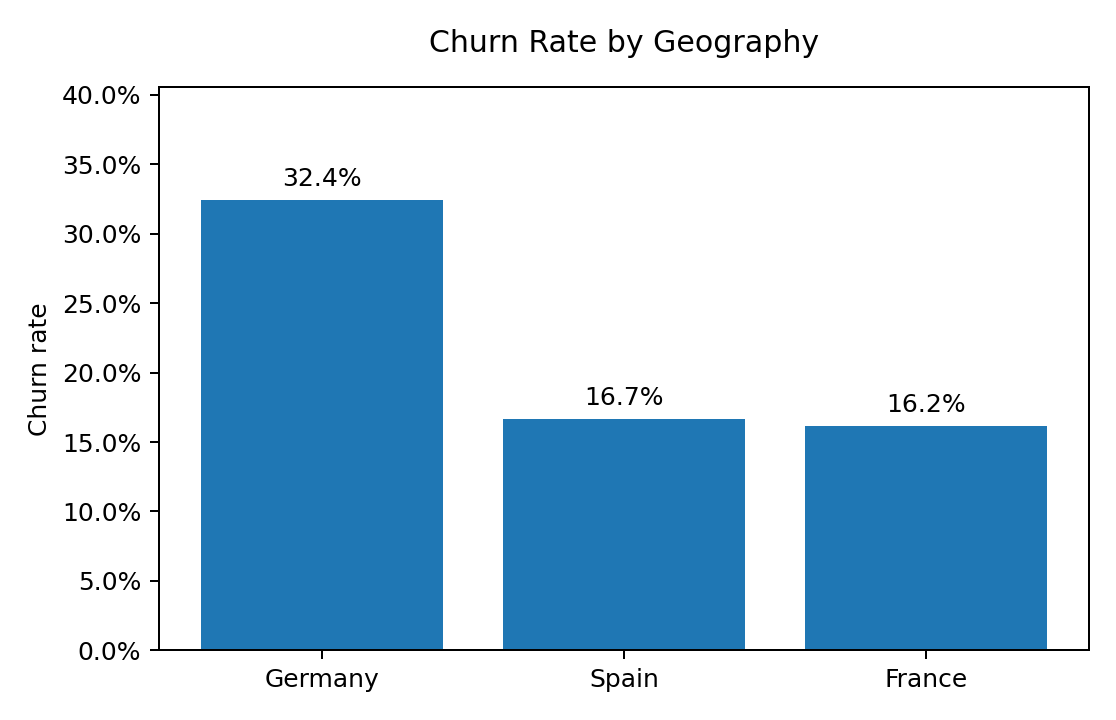 Churn Rate by Geography
Churn rate
40.0%
35.0%
30.0%
25.0%
20.0%
15.0%
10.0%
5.0%
0.0%
32.4%
16.7%
16.2%
Germany
Spain
France